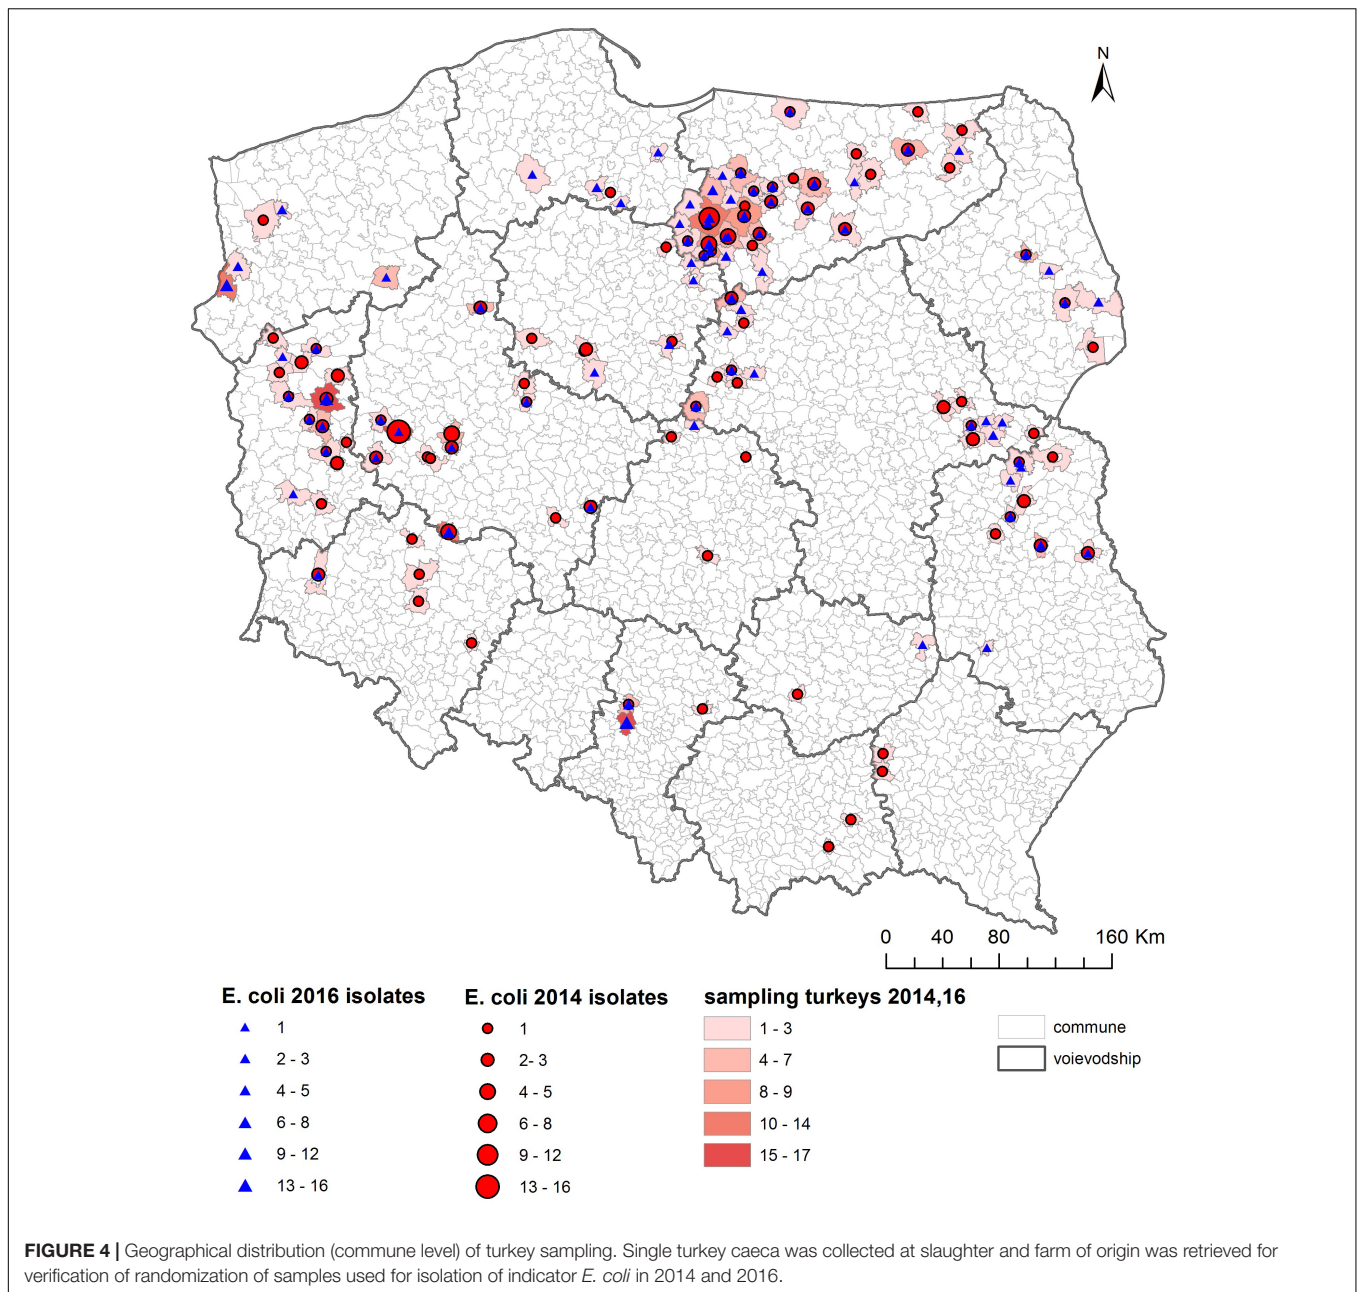 N
0 40 80 160 Km
E. coli 2016 isolates
1
2 - 3
4 - 5
6 - 8
9 - 12
13 - 16
E. coli 2014 isolates
1
2- 3
4 - 5
6 - 8
9 - 12
13 - 16
sampling turkeys 2014,16
1 - 3
4 - 7
8 - 9
10 - 14
15 - 17
commune
voievodship
FIGURE 4 | Geographical distribution (commune level) of turkey sampling. Single turkey caeca was collected at slaughter and farm of origin was retrieved for
verification of randomization of samples used for isolation of indicator E. coli in 2014 and 2016.